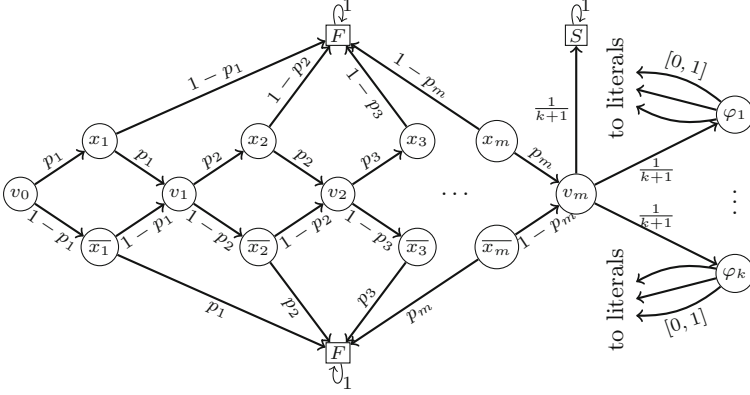 1
F
1
S
1 − p₁
1 − p₂
1 − p₃
1 − pₘ
to literals
[0, 1]
φ₁
1/(k+1)
x₁
x₂
x₃
xₘ
p₁
p₁
p₂
p₂
p₃
pₘ
1/(k+1)
v₀
v₁
v₂
⋯
vₘ
⋮
1 − p₁
1 − p₁
1 − p₂
1 − p₂
1 − p₃
1 − pₘ
1/(k+1)
x̅₁
x̅₂
x̅₃
x̅ₘ
φₖ
p₁
p₂
p₃
pₘ
to literals
[0, 1]
F
1